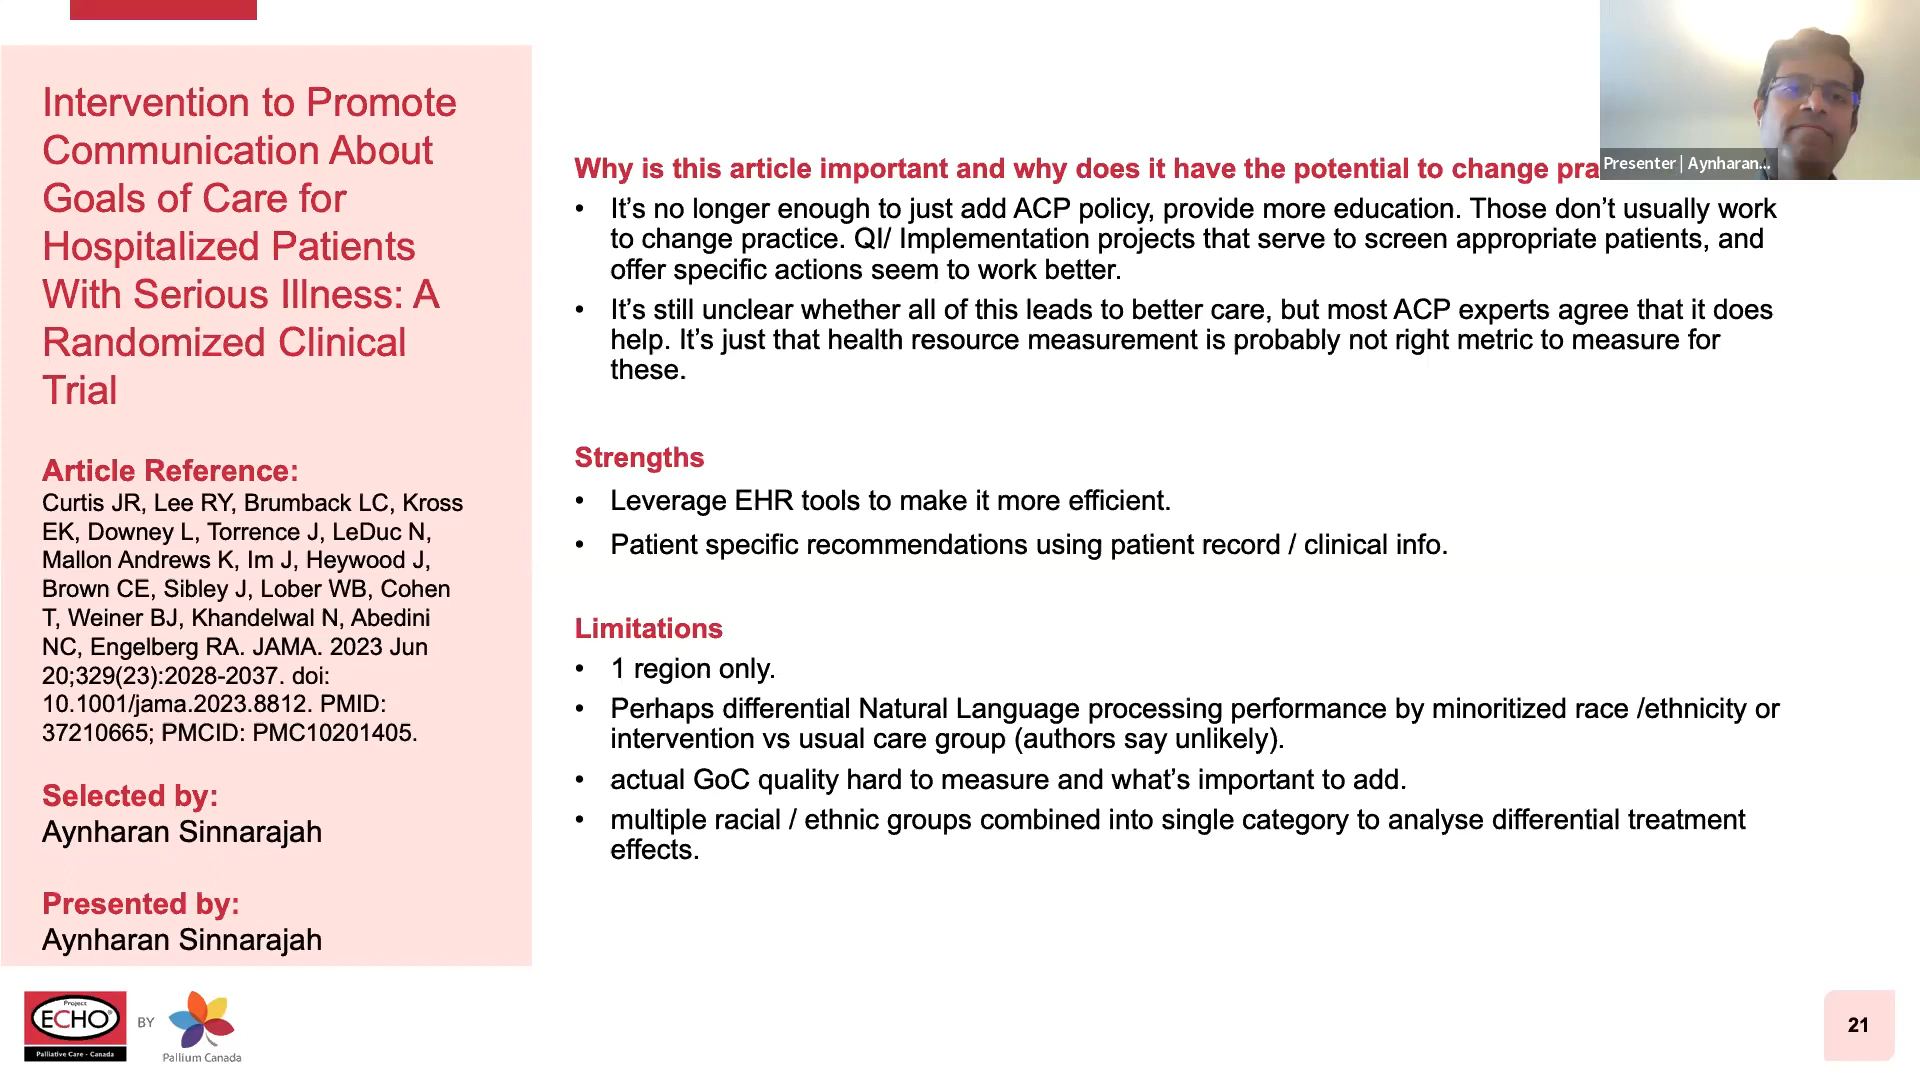 Intervention to Promote
Communication About
Goals of Care for
Hospitalized Patients
With Serious Illness: A
Randomized Clinical
Trial
Article Reference:
Curtis JR, Lee RY, Brumback LC, Kross
EK, Downey L, Torrence J, LeDuc N,
Mallon Andrews K, Im J, Heywood J,
Brown CE, Sibley J, Lober WB, Cohen
T, Weiner BJ, Khandelwal N, Abedini
NC, Engelberg RA. JAMA. 2023 Jun
20;329(23):2028-2037. doi:
10.1001/jama.2023.8812. PMID:
37210665; PMCID: PMC10201405.
Selected by:
Aynharan Sinnarajah
Presented by:
Aynharan Sinnarajah
Why is this article important and why does it have the potential to change pra
• It’s no longer enough to just add ACP policy, provide more education. Those don’t usually work
to change practice. QI/ Implementation projects that serve to screen appropriate patients, and
offer specific actions seem to work better.
• It’s still unclear whether all of this leads to better care, but most ACP experts agree that it does
help. It’s just that health resource measurement is probably not right metric to measure for
these.
Strengths
• Leverage EHR tools to make it more efficient.
• Patient specific recommendations using patient record / clinical info.
Limitations
• 1 region only.
• Perhaps differential Natural Language processing performance by minoritized race /ethnicity or
intervention vs usual care group (authors say unlikely).
• actual GoC quality hard to measure and what’s important to add.
• multiple racial / ethnic groups combined into single category to analyse differential treatment
effects.
Presenter | Aynharan...
Project
ECHO®
Palliative Care - Canada
BY
Pallium Canada
21